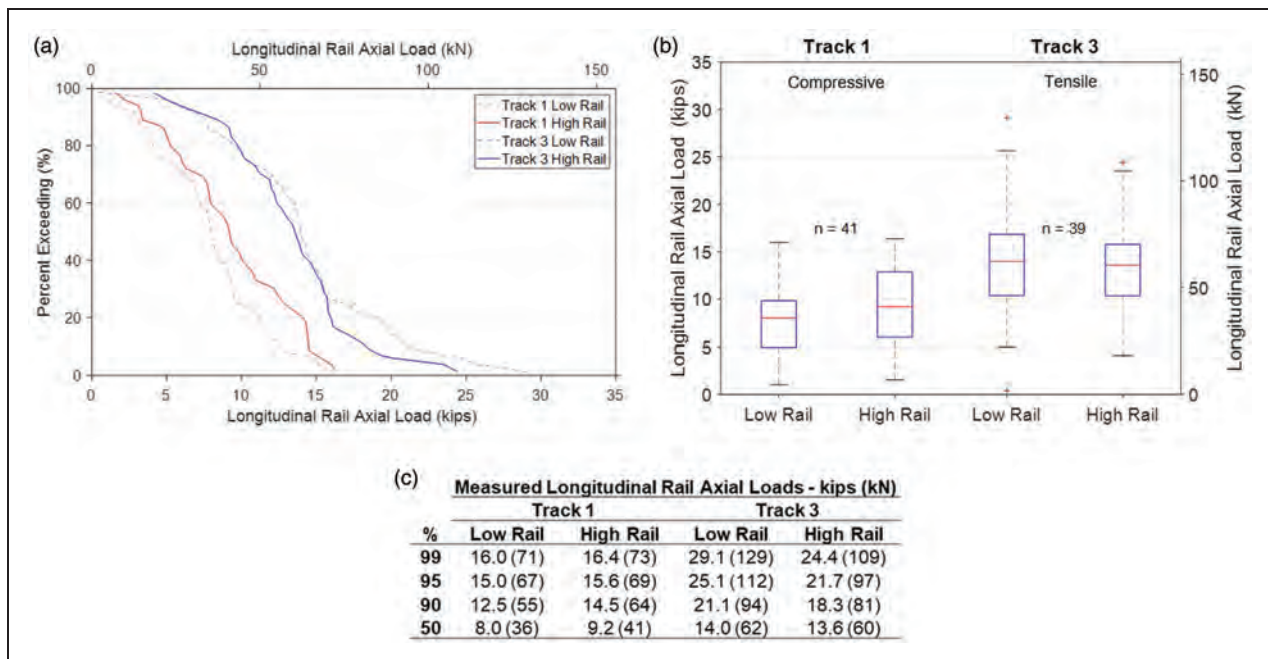 (a)
Longitudinal Rail Axial Load (kN)
0 50 100 150
100
80
60
40
20
0
Percent Exceeding (%)
Track 1 Low Rail
Track 1 High Rail
Track 3 Low Rail
Track 3 High Rail
0 5 10 15 20 25 30 35
Longitudinal Rail Axial Load (kips)
(b)
Track 1 Track 3
Compressive Tensile
35
30
25
20
15
10
5
0
Longitudinal Rail Axial Load (kips)
n = 41 n = 39
150
100
50
0
Longitudinal Rail Axial Load (kN)
Low Rail High Rail Low Rail High Rail
(c)
Measured Longitudinal Rail Axial Loads - kips (kN)
Track 1 Track 3
% Low Rail High Rail Low Rail High Rail
99 16.0 (71) 16.4 (73) 29.1 (129) 24.4 (109)
95 15.0 (67) 15.6 (69) 25.1 (112) 21.7 (97)
90 12.5 (55) 14.5 (64) 21.1 (94) 18.3 (81)
50 8.0 (36) 9.2 (41) 14.0 (62) 13.6 (60)